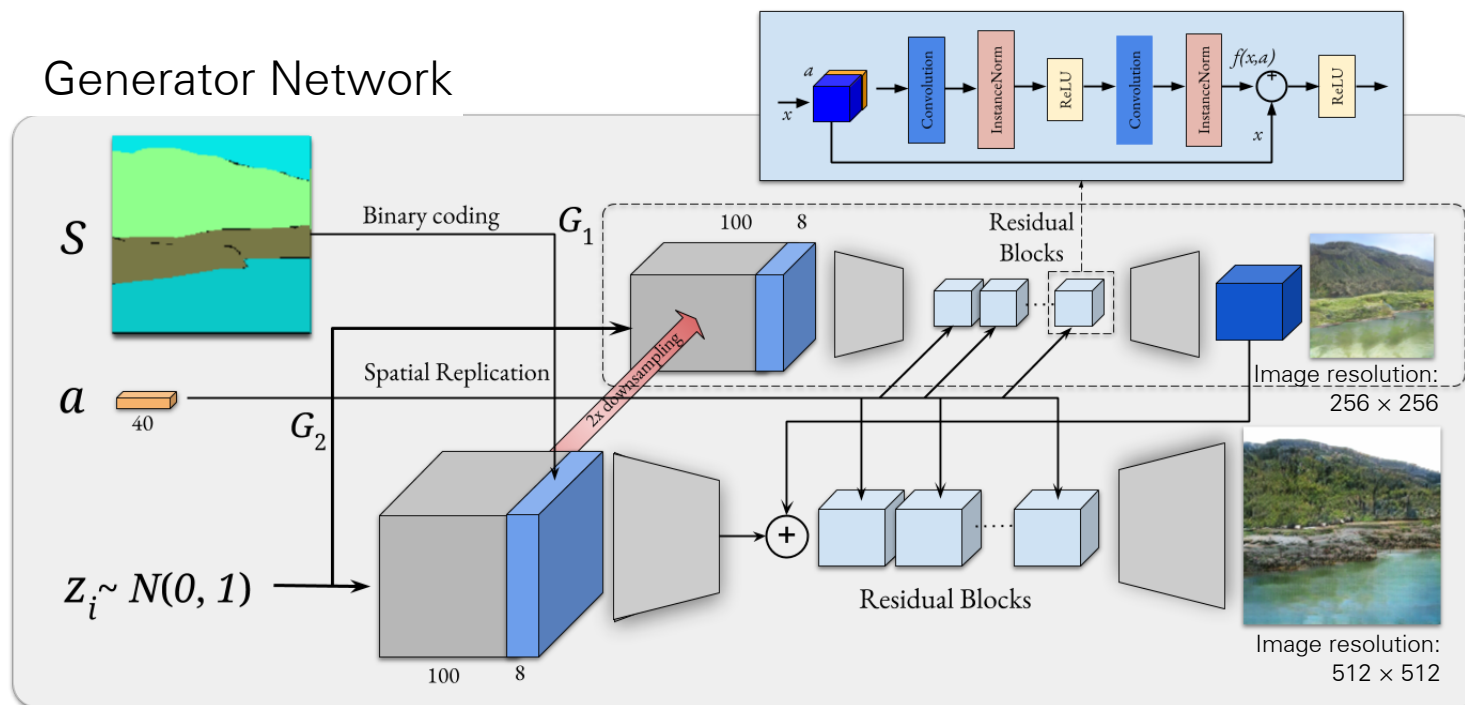 Generator Network
a
x
Convolution
InstanceNorm
ReLU
Convolution
InstanceNorm
f(x,a)
+
x
ReLU
S
Binary coding
G1
100
8
Residual
Blocks
2x downsampling
Spatial Replication
a
40
G2
Image resolution:
256 × 256
zi~ N(0, 1)
100
8
+
Residual Blocks
Image resolution:
512 × 512